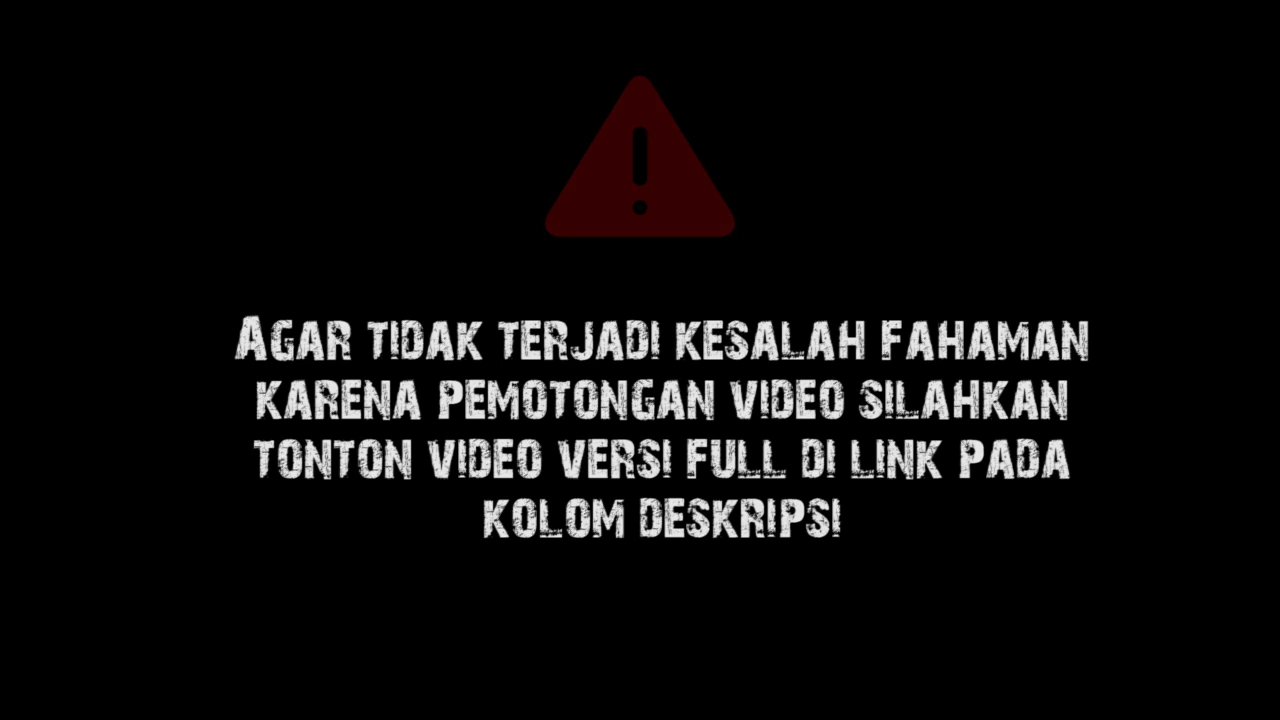 Agar tidak terjadi kesalah fahaman
karena pemotongan video silahkan
tonton video versi full di link pada
kolom deskripsi